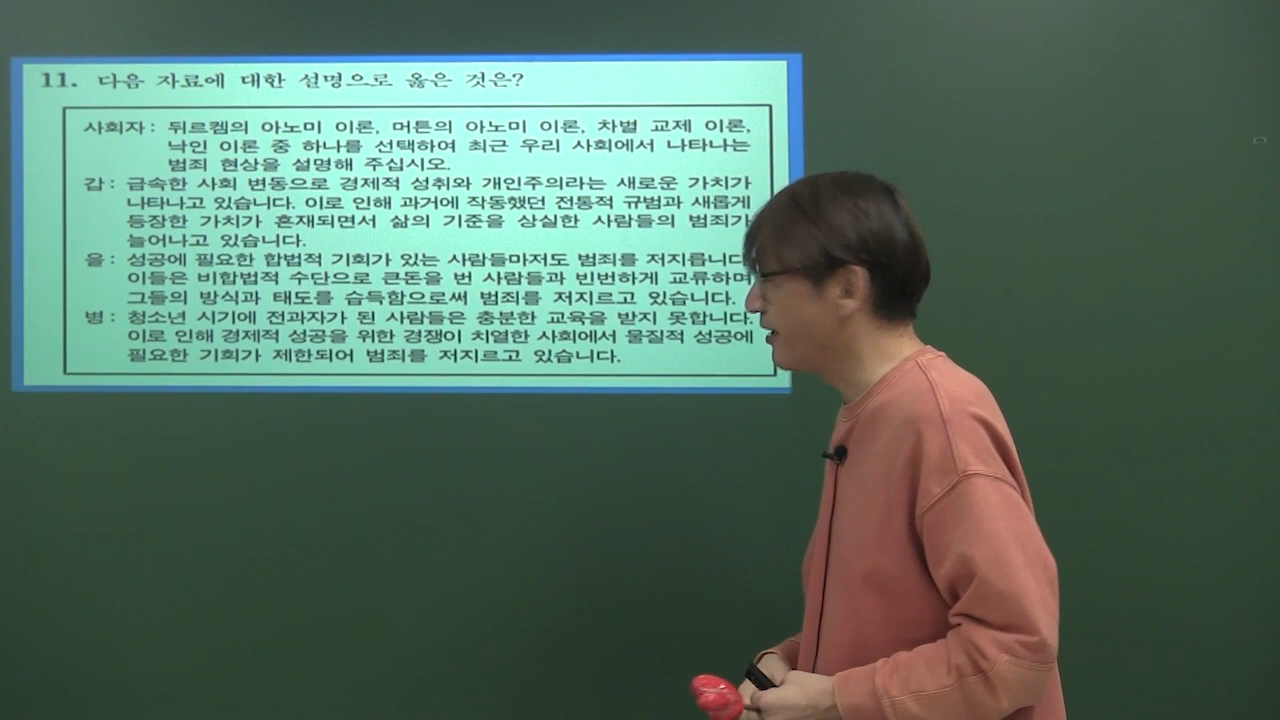 11. 다음 자료에 대한 설명으로 옳은 것은?
사회자 : 뒤르켐의 아노미 이론, 머튼의 아노미 이론, 차별 교제 이론,
낙인 이론 중 하나를 선택하여 최근 우리 사회에서 나타나는
범죄 현상을 설명해 주십시오.
갑 : 급속한 사회 변동으로 경제적 성취와 개인주의라는 새로운 가치가
나타나고 있습니다. 이로 인해 과거에 작동했던 전통적 규범과 새롭게
등장한 가치가 혼재되면서 삶의 기준을 상실한 사람들의 범죄가
늘어나고 있습니다.
을 : 성공에 필요한 합법적 기회가 있는 사람들마저도 범죄를 저지릅니다.
이들은 비합법적 수단으로 큰돈을 번 사람들과 빈번하게 교류하며
그들의 방식과 태도를 습득함으로써 범죄를 저지르고 있습니다.
병 : 청소년 시기에 전과자가 된 사람들은 충분한 교육을 받지 못합니다.
이로 인해 경제적 성공을 위한 경쟁이 치열한 사회에서 물질적 성공에
필요한 기회가 제한되어 범죄를 저지르고 있습니다.